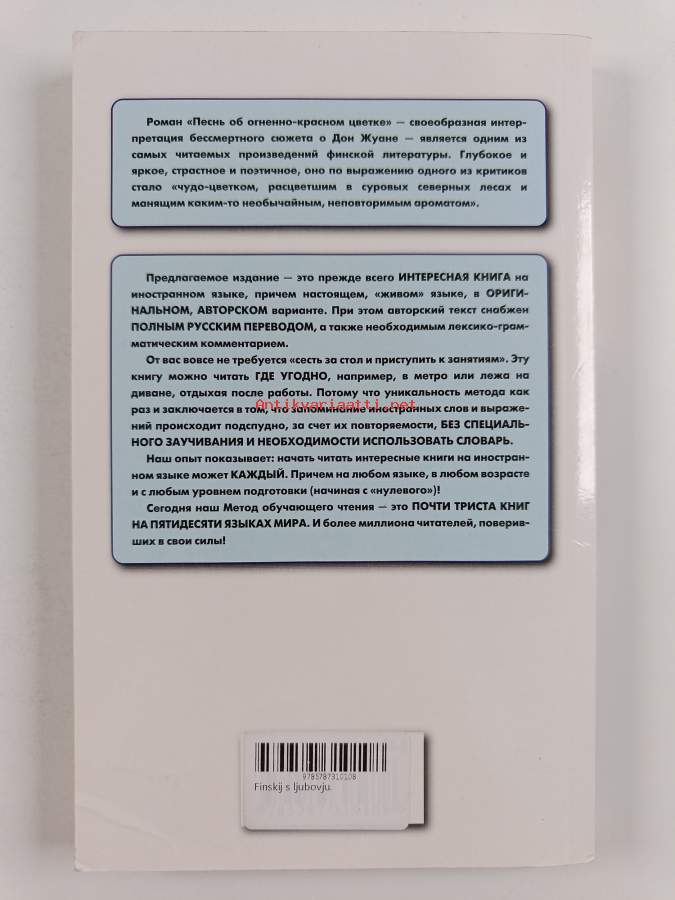 Роман «Песнь об огненно-красном цветке» — своеобразная интер-
претация бессмертного сюжета о Дон Жуане — является одним из
самых читаемых произведений финской литературы. Глубокое и
яркое, страстное и поэтичное, оно по выражению одного из критиков
стало «чудо-цветком, расцветшим в суровых северных лесах и
манящим каким-то необычайным, неповторимым ароматом».
Предлагаемое издание — это прежде всего ИНТЕРЕСНАЯ КНИГА на
иностранном языке, причем настоящем, «живом» языке, в ОРИГИ-
НАЛЬНОМ, АВТОРСКОМ варианте. При этом авторский текст снабжен
ПОЛНЫМ РУССКИМ ПЕРЕВОДОМ, а также необходимым лексико-грам-
матическим комментарием.
От вас вовсе не требуется «сесть за стол и приступить к занятиям». Эту
книгу можно читать ГДЕ УГОДНО, например, в метро или лежа на
диване, отдыхая после работы. Потому что уникальность метода как
раз и заключается в том, что запоминание иностранных слов и выраже-
ний происходит подспудно, за счет их повторяемости, БЕЗ СПЕЦИАЛЬ-
НОГО ЗАУЧИВАНИЯ И НЕОБХОДИМОСТИ ИСПОЛЬЗОВАТЬ СЛОВАРЬ.
Наш опыт показывает: начать читать интересные книги на иностран-
ном языке может КАЖДЫЙ. Причем на любом языке, в любом возрасте
и с любым уровнем подготовки (начиная с «нулевого»)!
Сегодня наш Метод обучающего чтения — это ПОЧТИ ТРИСТА КНИГ
НА ПЯТИДЕСЯТИ ЯЗЫКАХ МИРА. И более миллиона читателей, поверив-
ших в свои силы!
Antikvariaatti.net
9785787310108
Finskij s ljubovju.